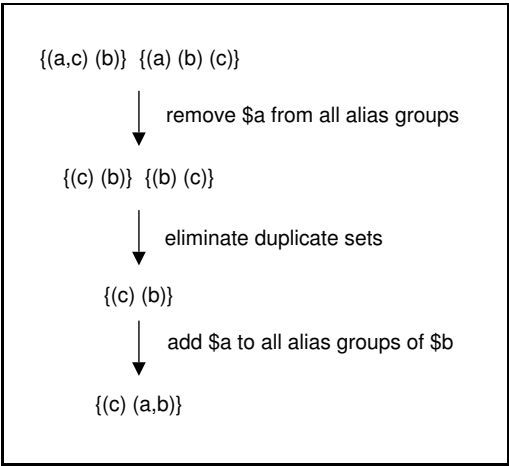 {(a,c) (b)} {(a) (b) (c)}
remove $a from all alias groups
{(c) (b)} {(b) (c)}
eliminate duplicate sets
{(c) (b)}
add $a to all alias groups of $b
{(c) (a,b)}